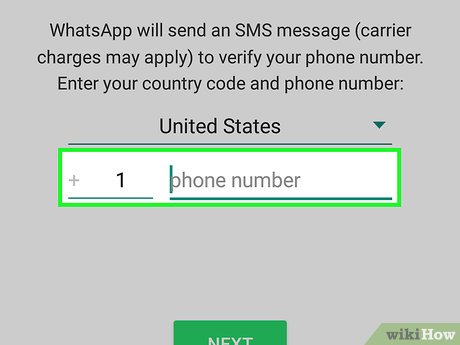 WhatsApp will send an SMS message (carrier
charges may apply) to verify your phone number.
Enter your country code and phone number:
United States
+ 1 phone number
NEXT
wikiHow